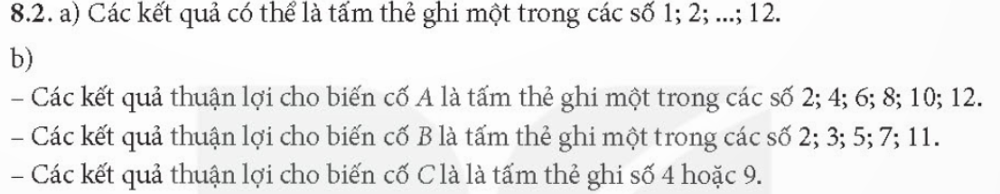 8.2. a) Các kết quả có thể là tấm thẻ ghi một trong các số 1; 2; ...; 12.
b)
– Các kết quả thuận lợi cho biến cố A là tấm thẻ ghi một trong các số 2; 4; 6; 8; 10; 12.
– Các kết quả thuận lợi cho biến cố B là tấm thẻ ghi một trong các số 2; 3; 5; 7; 11.
– Các kết quả thuận lợi cho biến cố C là là tấm thẻ ghi số 4 hoặc 9.